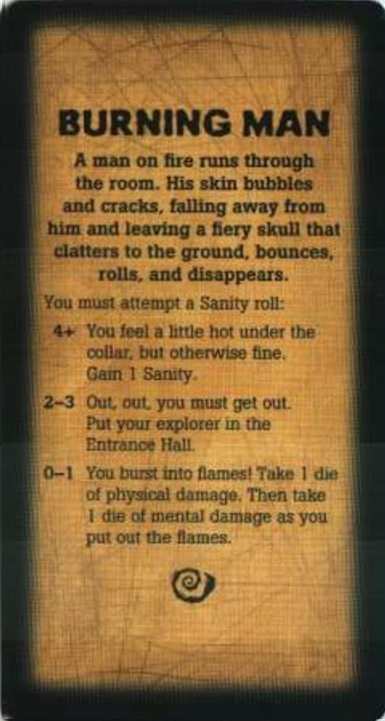 BURNING MAN
A man on fire runs through
the room. His skin bubbles
and cracks, falling away from
him and leaving a fiery skull that
clatters to the ground, bounces,
rolls, and disappears.
You must attempt a Sanity roll:
4+ You feel a little hot under the
collar, but otherwise fine.
Gain 1 Sanity.
2–3 Out, out, you must get out.
Put your explorer in the
Entrance Hall.
0–1 You burst into flames! Take 1 die
of physical damage. Then take
1 die of mental damage as you
put out the flames.